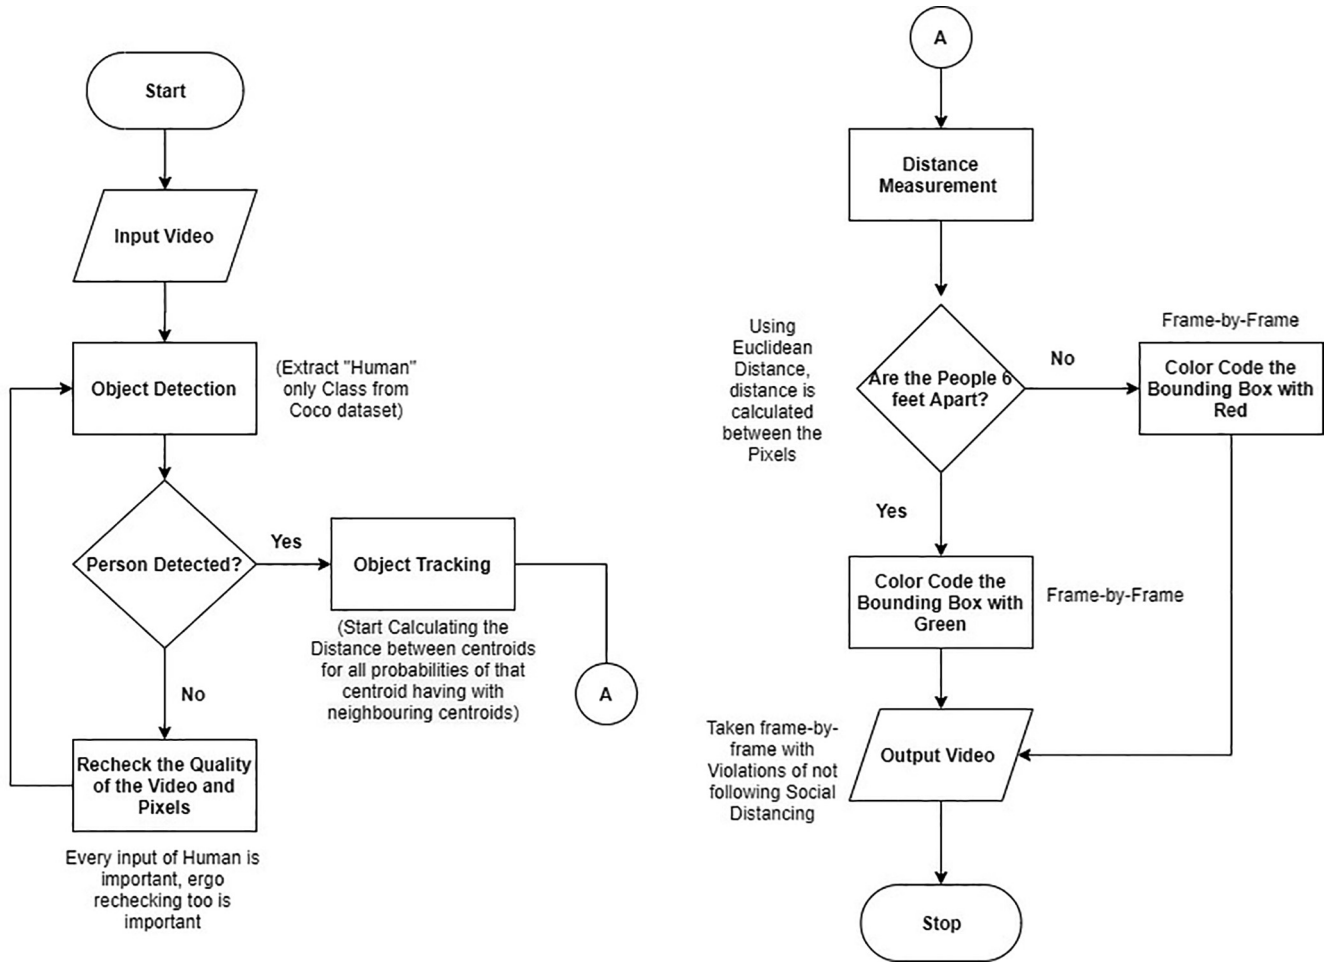 Start
Input Video
Object Detection
(Extract "Human"
only Class from
Coco dataset)
Person Detected?
Yes
Object Tracking
(Start Calculating the
Distance between centroids
for all probabilities of that
centroid having with
neighbouring centroids)
A
No
Recheck the Quality
of the Video and
Pixels
Every input of Human is
important, ergo
rechecking too is
important
A
Distance
Measurement
Using
Euclidean
Distance,
distance is
calculated
between the
Pixels
Are the People 6
feet Apart?
No
Frame-by-Frame
Color Code the
Bounding Box with
Red
Yes
Color Code the
Bounding Box with
Green
Frame-by-Frame
Taken frame-by-
frame with
Violations of not
following Social
Distancing
Output Video
Stop